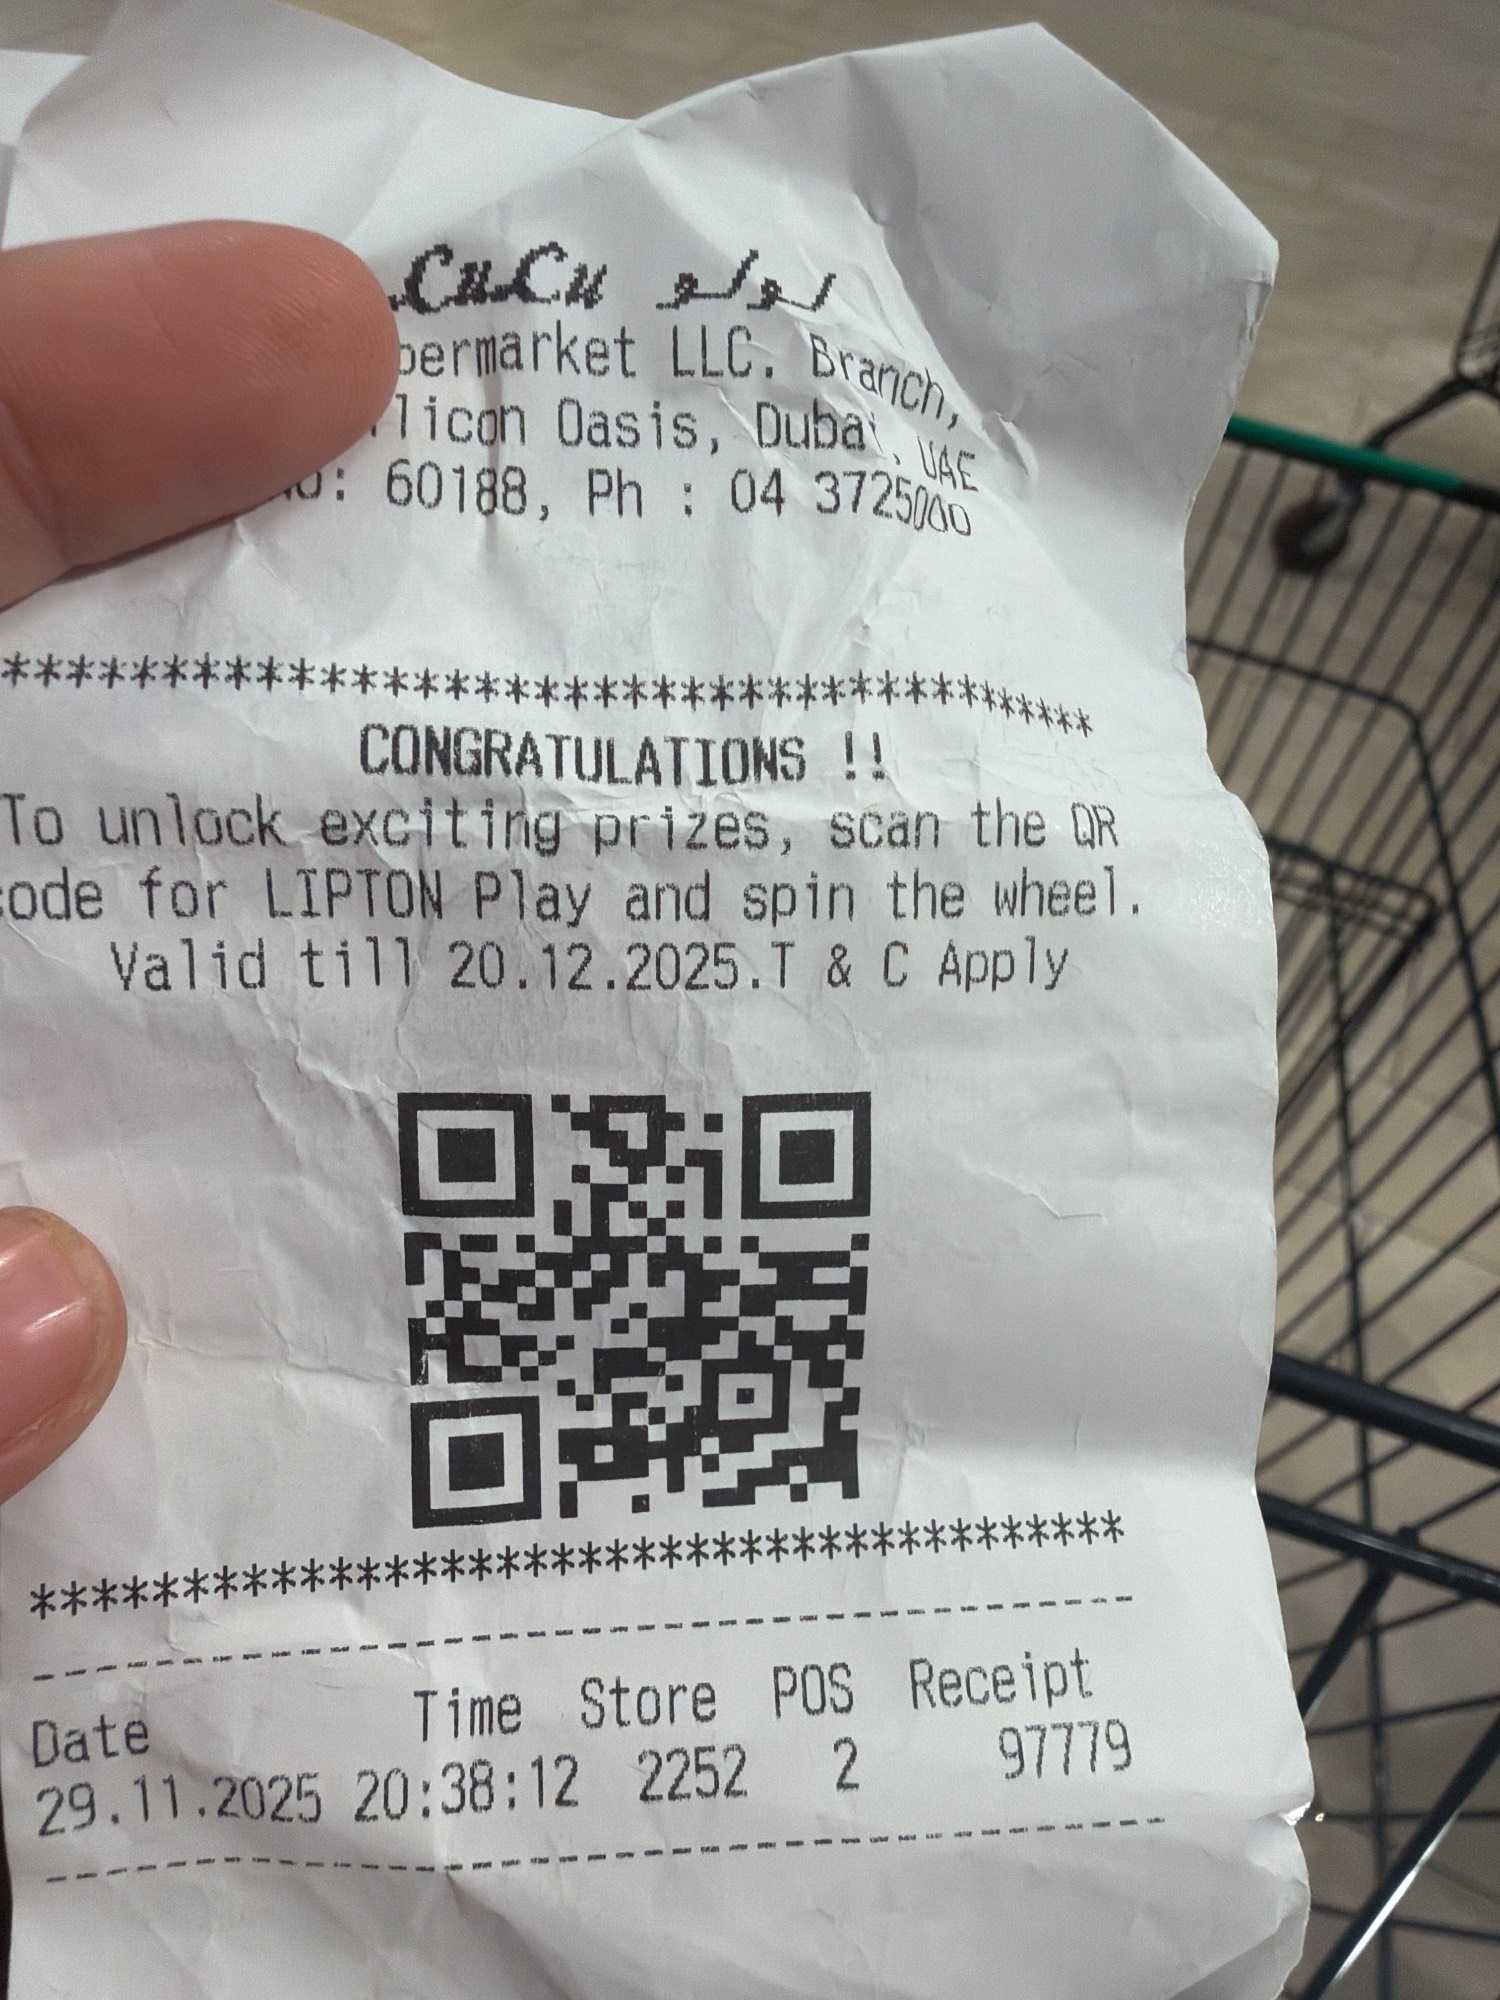 LuLu لولو
permarket LLC. Branch,
licon Oasis, Dubai, UAE
No: 60188, Ph : 04 3725000
***********************************
CONGRATULATIONS !!
To unlock exciting prizes, scan the QR
code for LIPTON Play and spin the wheel.
Valid till 20.12.2025.T & C Apply
***********************************
Date Time Store POS Receipt
29.11.2025 20:38:12 2252 2 97779